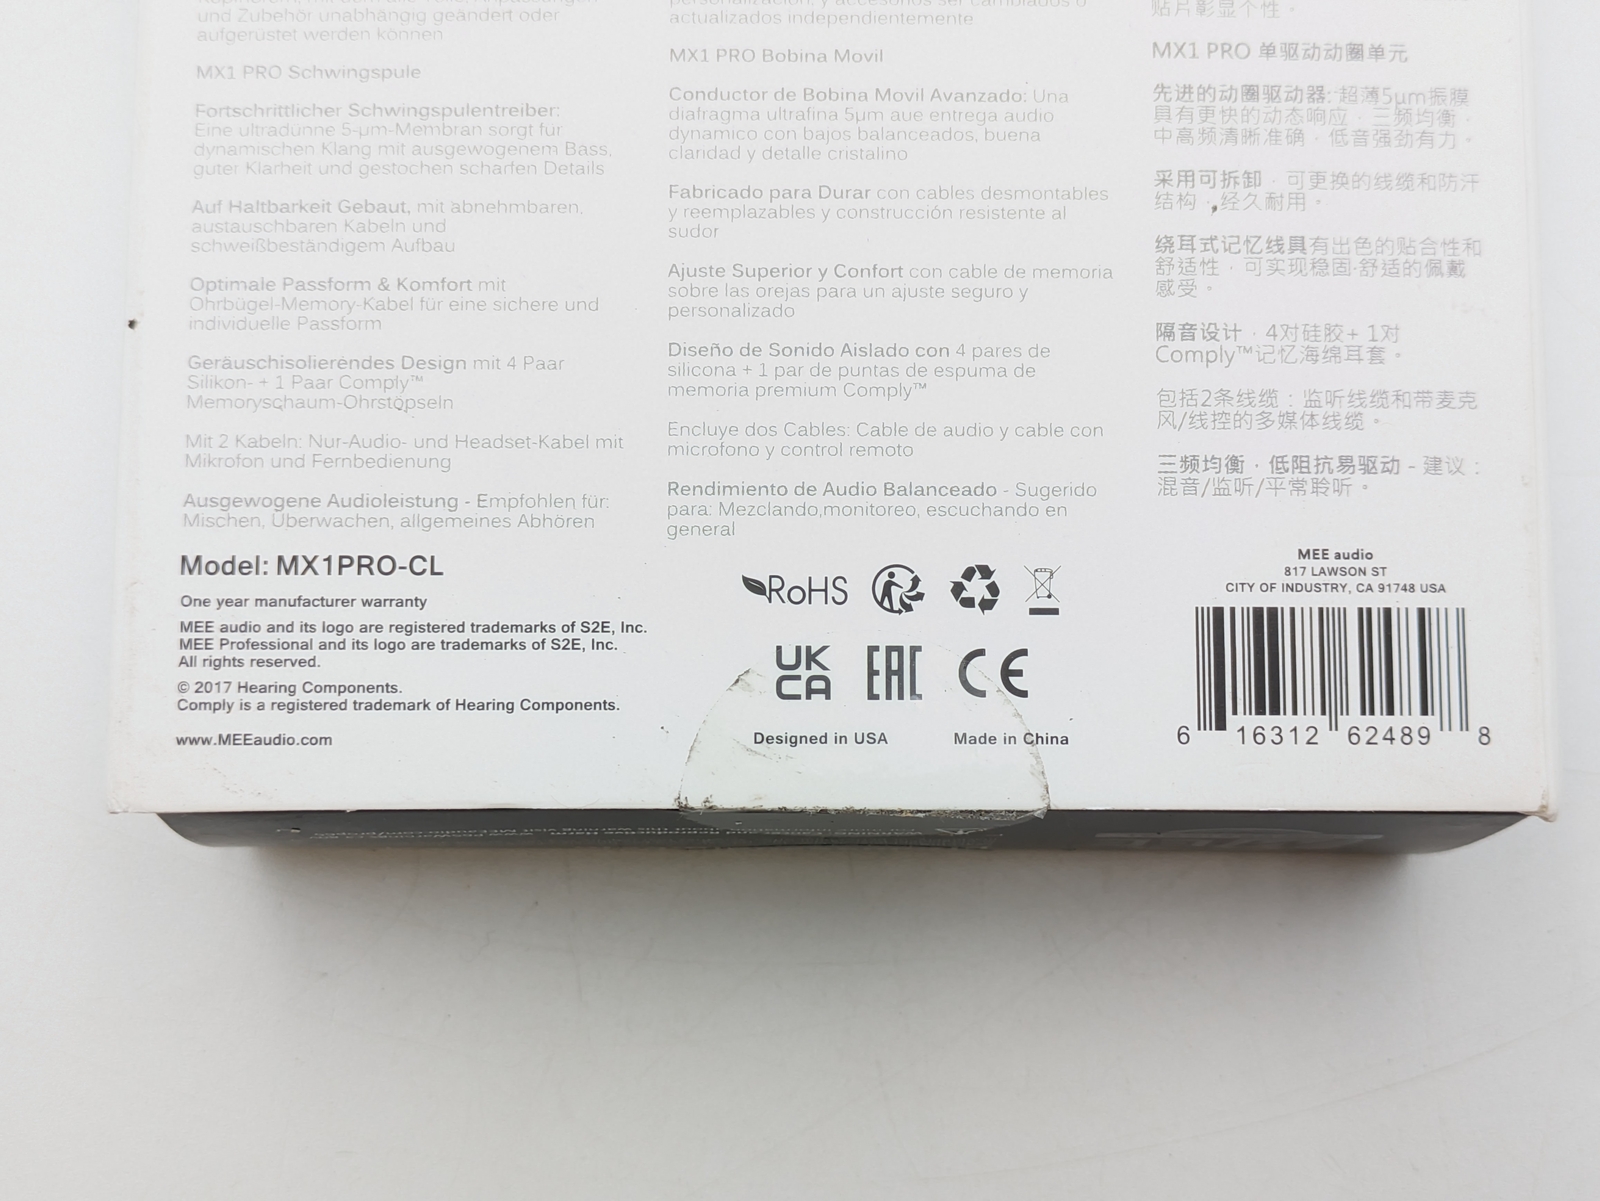 und Zubehör unabhängig geändert oder
aufgerüstet werden können.
MX1 PRO Schwingspule
Fortschrittlicher Schwingspulentreiber:
Eine ultradünne 5-µm-Membran sorgt für
dynamischen Klang mit ausgewogenem Bass,
guter Klarheit und gestochen scharfen Details
Auf Haltbarkeit Gebaut, mit abnehmbaren,
austauschbaren Kabeln und
schweißbeständigem Aufbau
Optimale Passform & Komfort mit
Ohrbügel-Memory-Kabel für eine sichere und
individuelle Passform
Geräuschisolierendes Design mit 4 Paar
Silikon- + 1 Paar Comply™
Memoryschaum-Ohrstöpseln
Mit 2 Kabeln: Nur-Audio- und Headset-Kabel mit
Mikrofon und Fernbedienung
Ausgewogene Audioleistung - Empfohlen für:
Mischen, Überwachen, allgemeines Abhören
personalización, y accesorios ser cambiados o
actualizados independientemente
MX1 PRO Bobina Movil
Conductor de Bobina Movil Avanzado: Una
diafragma ultrafina 5µm aue entrega audio
dynamico con bajos balanceados, buena
claridad y detalle cristalino
Fabricado para Durar con cables desmontables
y reemplazables y construcción resistente al
sudor
Ajuste Superior y Confort con cable de memoria
sobre las orejas para un ajuste seguro y
personalizado
Diseño de Sonido Aislado con 4 pares de
silicona + 1 par de puntas de espuma de
memoria premium Comply™
Encluye dos Cables: Cable de audio y cable con
microfono y control remoto
Rendimiento de Audio Balanceado - Sugerido
para: Mezclando,monitoreo, escuchando en
general
贴片彰显个性。
MX1 PRO 单驱动动圈单元
先进的动圈驱动器: 超薄5µm振膜
具有更快的动态响应，三频均衡，
中高频清晰准确，低音强劲有力。
采用可拆卸，可更换的线缆和防汗
结构，经久耐用。
绕耳式记忆线具有出色的贴合性和
舒适性，可实现稳固·舒适的佩戴
感受。
隔音设计，4对硅胶+ 1对
Comply™记忆海绵耳套。
包括2条线缆：监听线缆和带麦克
风/线控的多媒体线缆。
三频均衡，低阻抗易驱动 - 建议：
混音/监听/平常聆听。
Model: MX1PRO-CL
One year manufacturer warranty
MEE audio and its logo are registered trademarks of S2E, Inc.
MEE Professional and its logo are trademarks of S2E, Inc.
All rights reserved.
© 2017 Hearing Components.
Comply is a registered trademark of Hearing Components.
www.MEEaudio.com
RoHS
UK
CA
EAC
CE
Designed in USA
Made in China
MEE audio
817 LAWSON ST
CITY OF INDUSTRY, CA 91748 USA
6 16312 62489 8